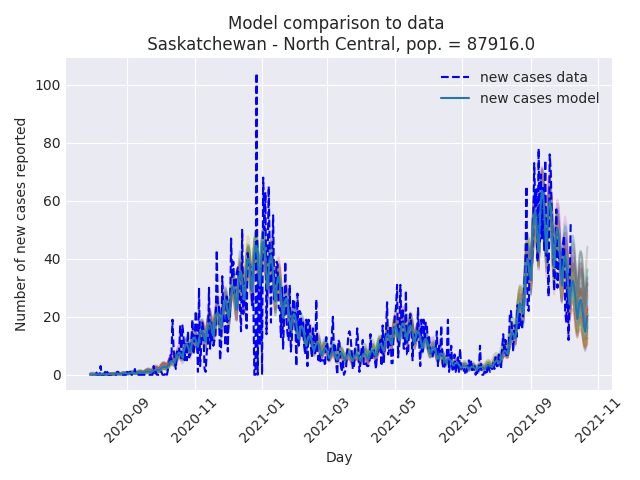 Model comparison to data
Saskatchewan - North Central, pop. = 87916.0
new cases data
new cases model
Number of new cases reported
100
80
60
40
20
0
2020-09
2020-11
2021-01
2021-03
2021-05
2021-07
2021-09
2021-11
Day